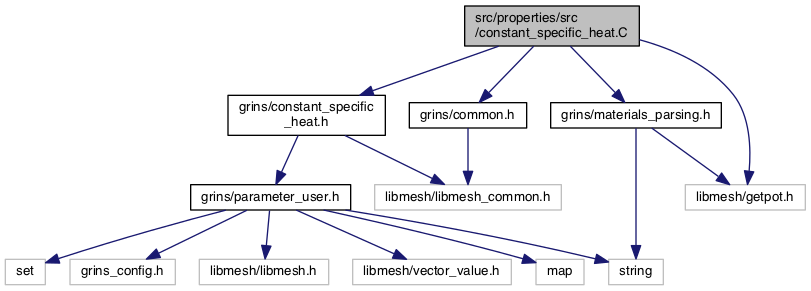 src/properties/src
/constant_specific_heat.C
grins/constant_specific
_heat.h
grins/common.h
grins/materials_parsing.h
grins/parameter_user.h
libmesh/libmesh_common.h
libmesh/getpot.h
set
grins_config.h
libmesh/libmesh.h
libmesh/vector_value.h
map
string